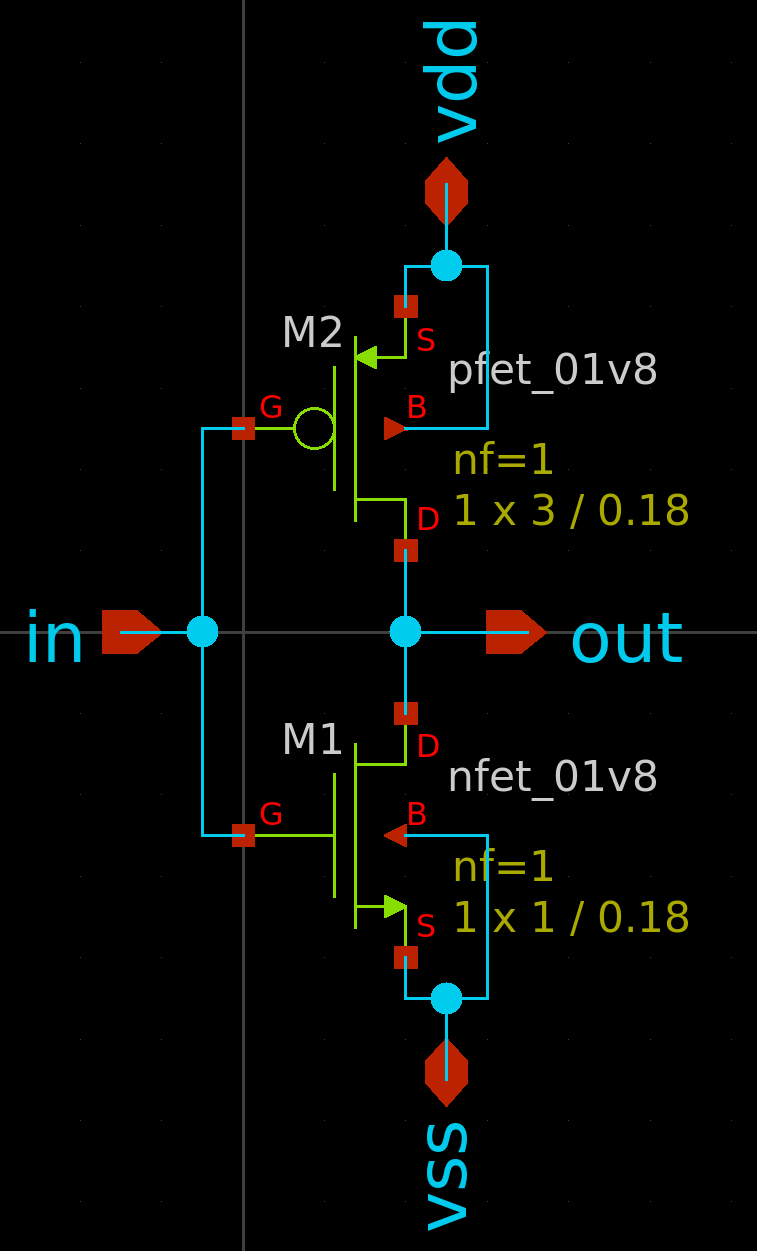 vdd
M2
S
pfet_01v8
G
B
nf=1
1 x 3 / 0.18
D
in
out
M1
D
nfet_01v8
G
B
nf=1
1 x 1 / 0.18
S
vss